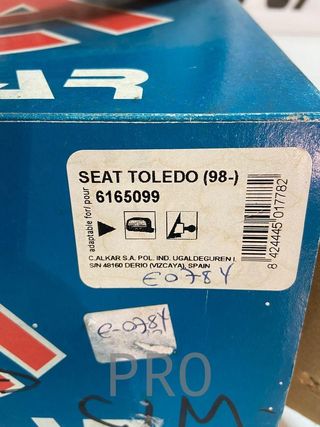 AR
SEAT TOLEDO (98-)
adaptable for/ pour
6165099
C.ALKAR S.A. POL. IND. UGALDEGUREN I.
S/N 48160 DERIO (VIZCAYA), SPAIN
8 424445 017782
E078Y
E-078Y
PRO